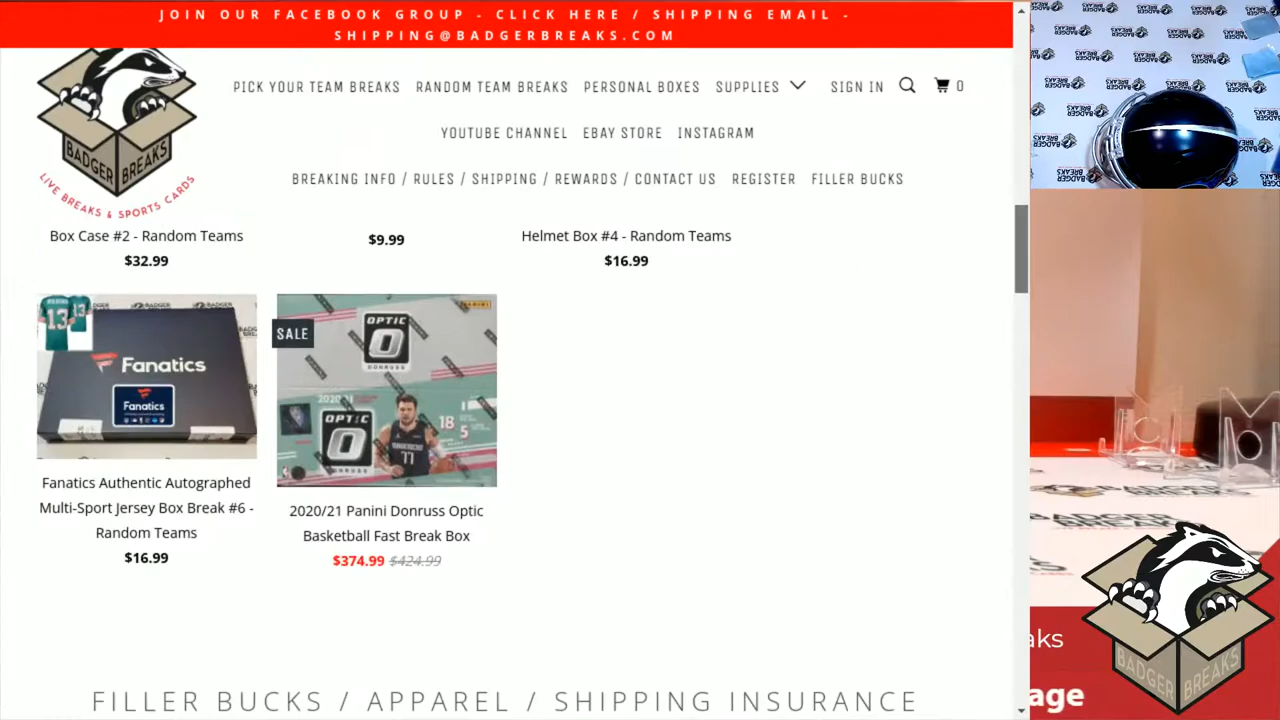 JOIN OUR FACEBOOK GROUP - CLICK HERE / SHIPPING EMAIL -
SHIPPING@BADGERBREAKS.COM
PICK YOUR TEAM BREAKS RANDOM TEAM BREAKS PERSONAL BOXES SUPPLIES SIGN IN 0
YOUTUBE CHANNEL EBAY STORE INSTAGRAM
BREAKING INFO / RULES / SHIPPING / REWARDS / CONTACT US REGISTER FILLER BUCKS
BADGER BREAKS
LIVE BREAKS & SPORTS CARDS
Box Case #2 - Random Teams
$32.99
$9.99
Helmet Box #4 - Random Teams
$16.99
13
Fanatics
Fanatics
SALE
PANINI
OPTIC
DONRUSS
2020-21
OPTIC
DONRUSS
18
5
77
Fanatics Authentic Autographed
Multi-Sport Jersey Box Break #6 -
Random Teams
$16.99
2020/21 Panini Donruss Optic
Basketball Fast Break Box
$374.99 $424.99
FILLER BUCKS / APPAREL / SHIPPING INSURANCE
BADGER
BREAKS
aks
age
BADGER BREAKS